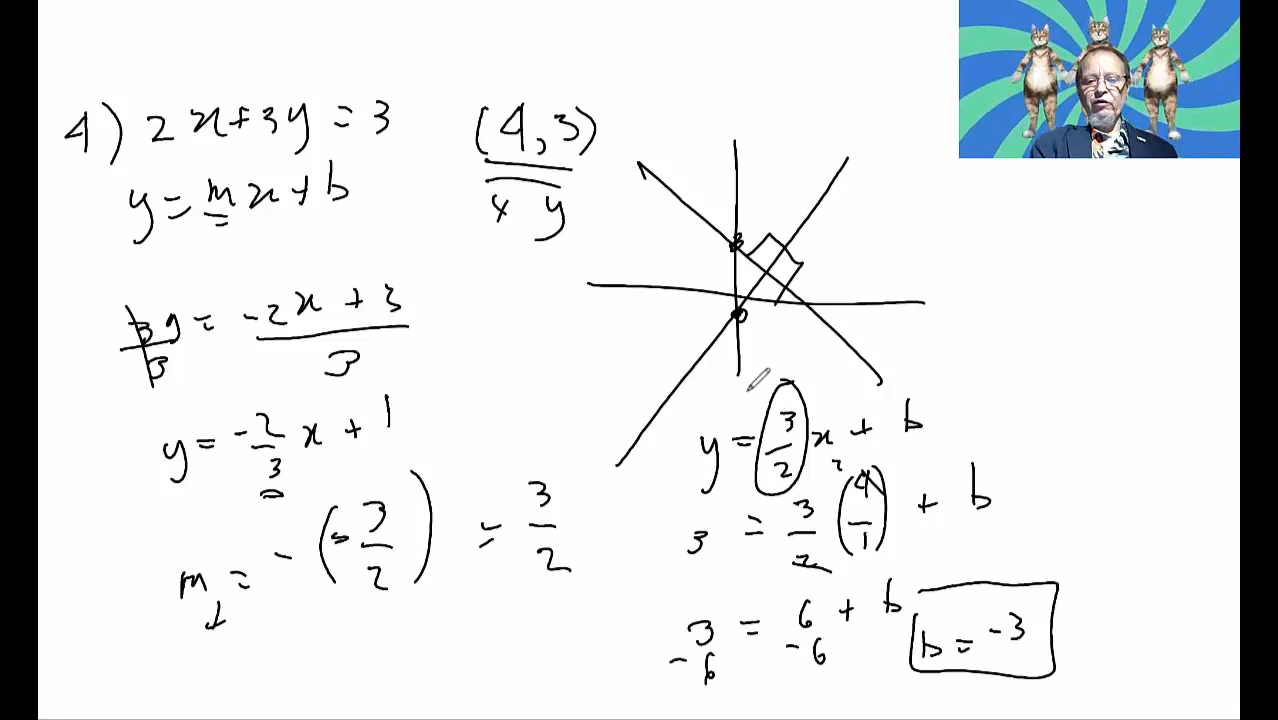 4) 2x+3y = 3 (4,3)
y = mx + b x y
3y/3 = (-2x + 3)/3
y = -2/3 x + 1
m⊥ = -(-3/2) = 3/2
y = 3/2 x + b
3 = 3/2 (4/1) + b
2
3 = 6 + b
-6 -6
b = -3